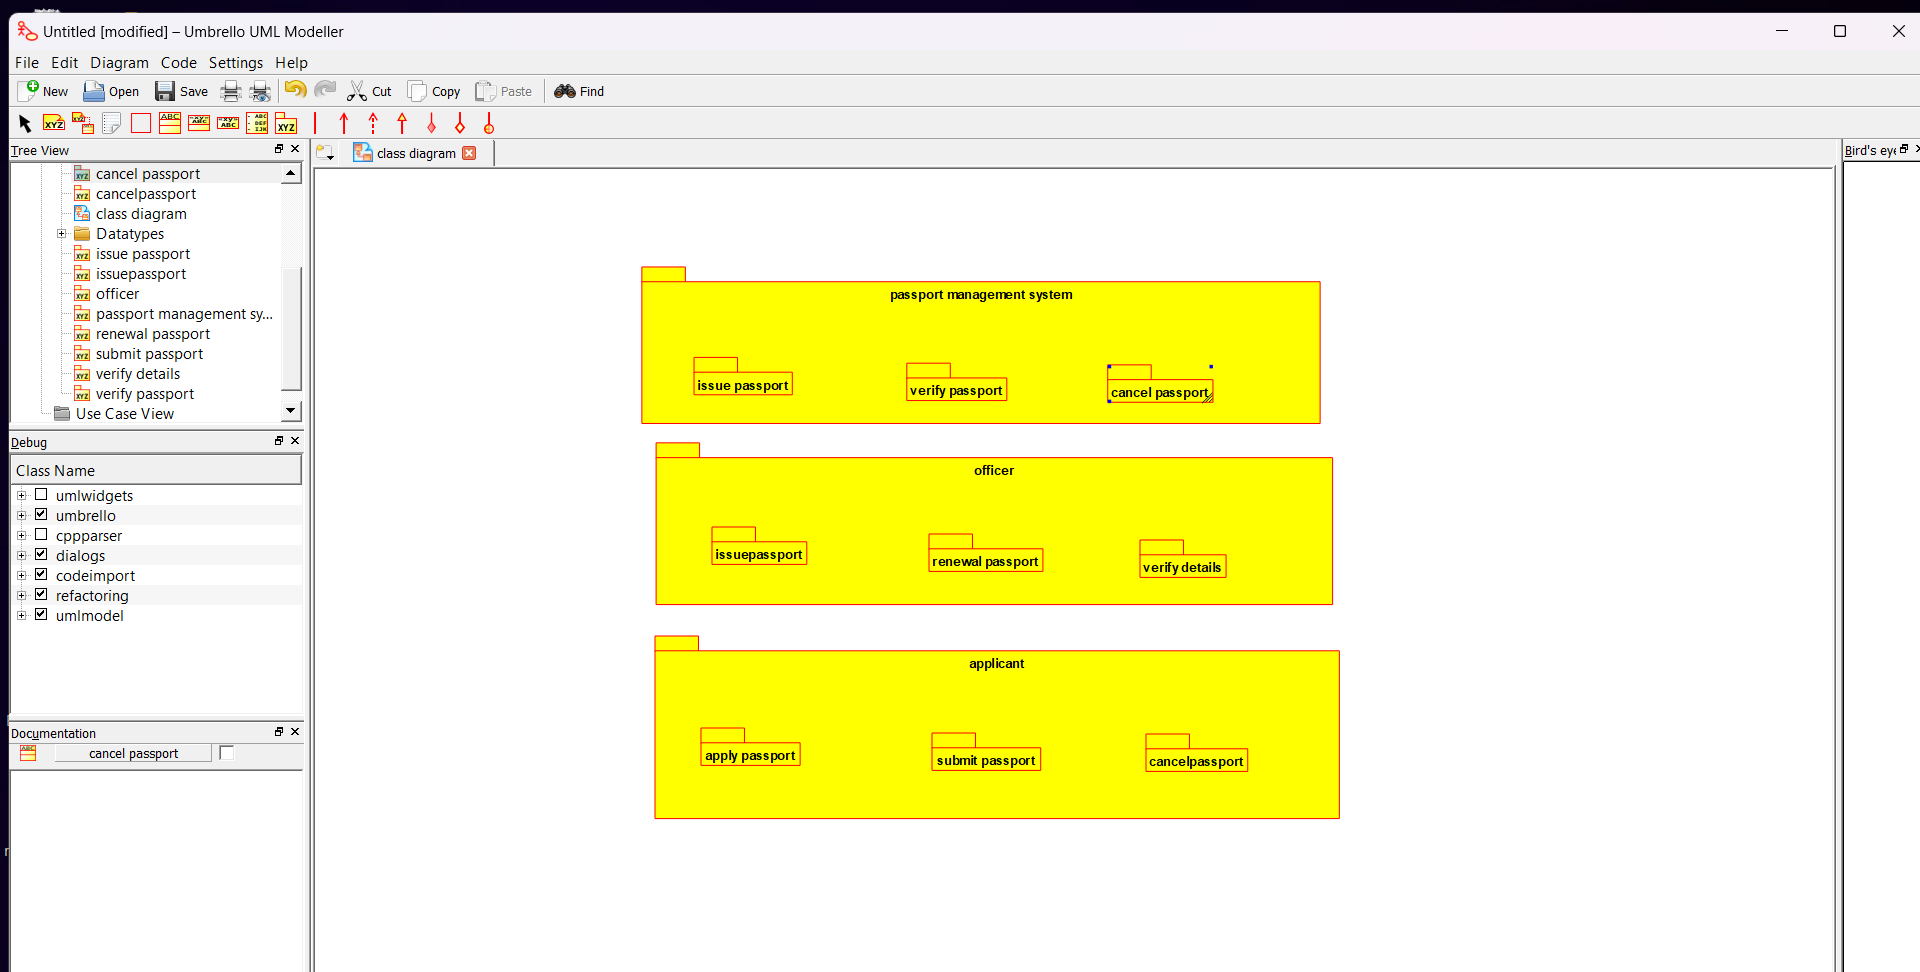 Untitled [modified] – Umbrello UML Modeller
File Edit Diagram Code Settings Help
New Open Save Cut Copy Paste Find
Tree View
class diagram
Bird's eye
cancel passport
cancelpassport
class diagram
Datatypes
issue passport
issuepassport
officer
passport management sy...
renewal passport
submit passport
verify details
verify passport
Use Case View
Debug
Class Name
umlwidgets
umbrello
cppparser
dialogs
codeimport
refactoring
umlmodel
Documentation
cancel passport
passport management system
issue passport
verify passport
cancel passport
officer
issuepassport
renewal passport
verify details
applicant
apply passport
submit passport
cancelpassport